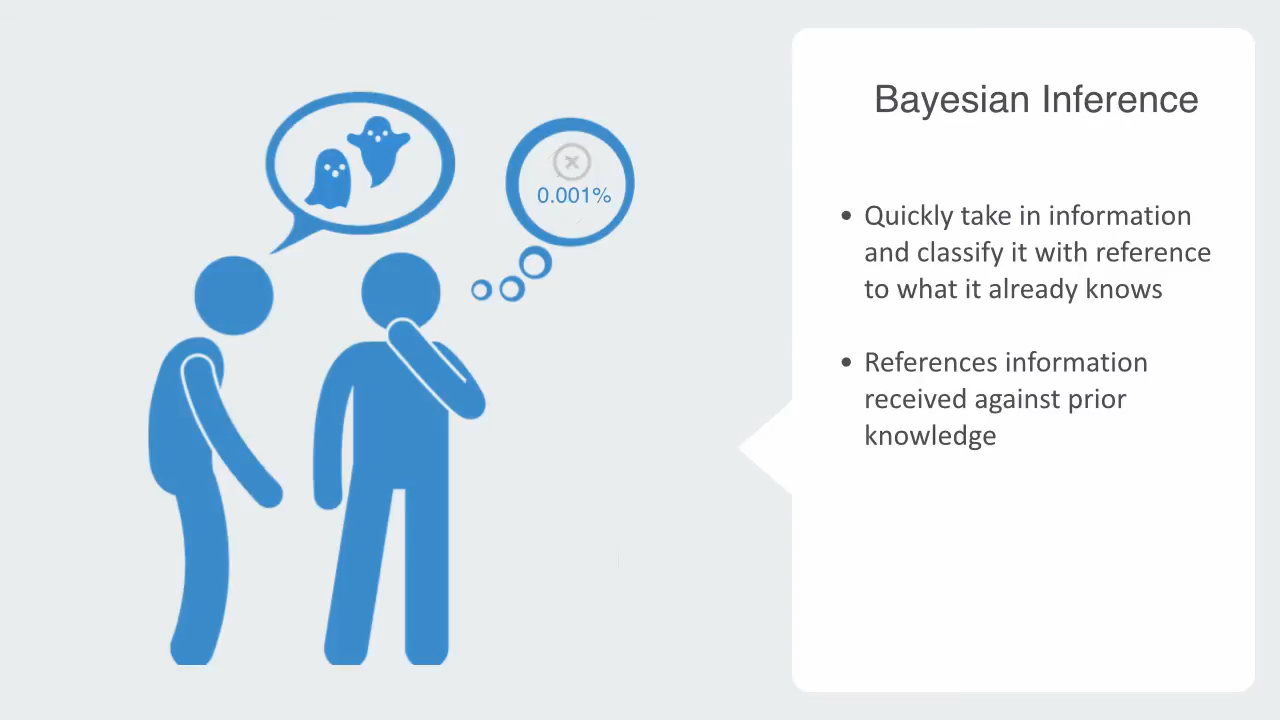 0.001%
Bayesian Inference
• Quickly take in information
and classify it with reference
to what it already knows
• References information
received against prior
knowledge